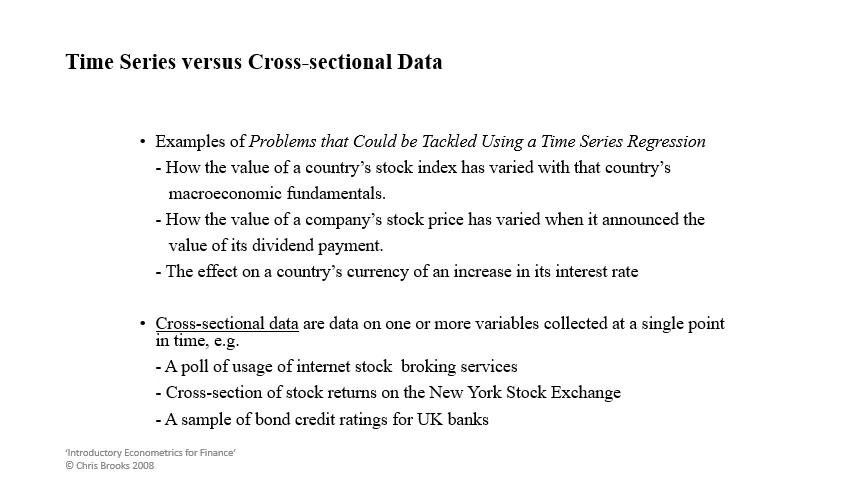 Time Series versus Cross-sectional Data
• Examples of Problems that Could be Tackled Using a Time Series Regression
- How the value of a country’s stock index has varied with that country’s
macroeconomic fundamentals.
- How the value of a company’s stock price has varied when it announced the
value of its dividend payment.
- The effect on a country’s currency of an increase in its interest rate
• Cross-sectional data are data on one or more variables collected at a single point
in time, e.g.
- A poll of usage of internet stock broking services
- Cross-section of stock returns on the New York Stock Exchange
- A sample of bond credit ratings for UK banks
‘Introductory Econometrics for Finance’
© Chris Brooks 2008